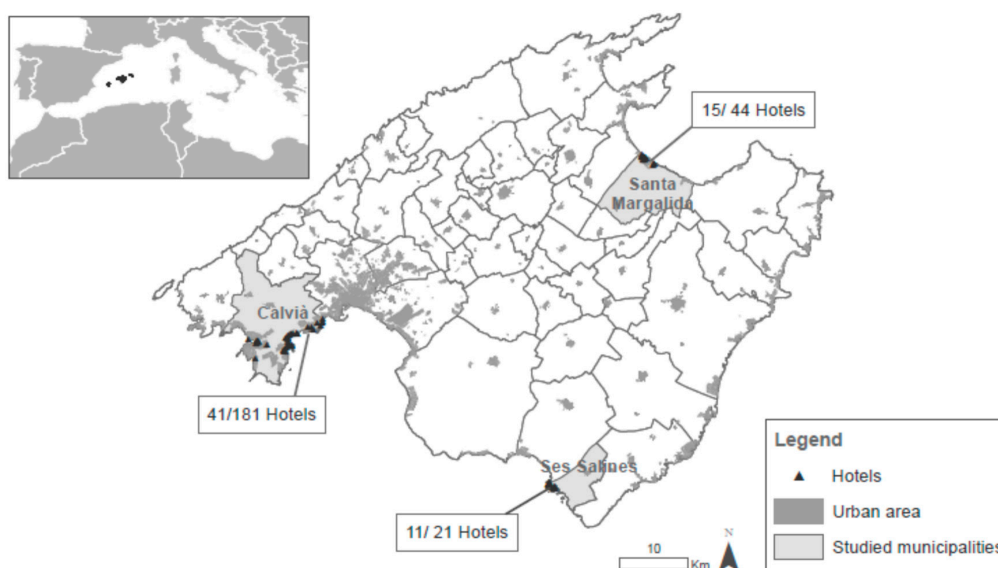 15/ 44 Hotels
Santa
Margalida
Calvià
41/181 Hotels
Ses Salines
11/ 21 Hotels
Legend
Hotels
Urban area
Studied municipalities
10
Km
N